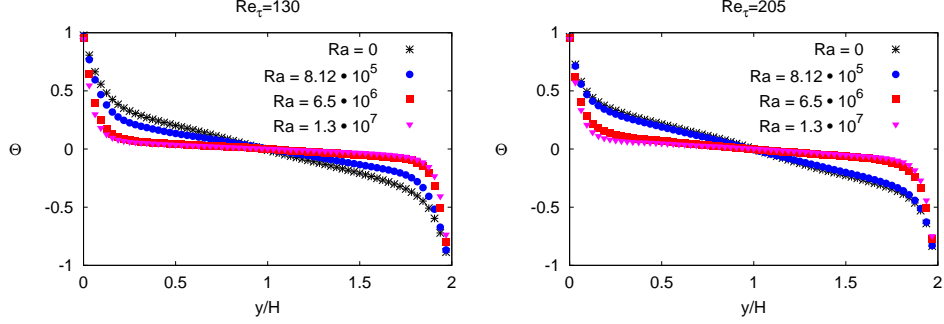 Re_τ=130
1
0.5
0
-0.5
-1
Θ
0
0.5
1
1.5
2
y/H
Ra = 0
Ra = 8.12 • 10^5
Ra = 6.5 • 10^6
Ra = 1.3 • 10^7
Re_τ=205
1
0.5
0
-0.5
-1
Θ
0
0.5
1
1.5
2
y/H
Ra = 0
Ra = 8.12 • 10^5
Ra = 6.5 • 10^6
Ra = 1.3 • 10^7